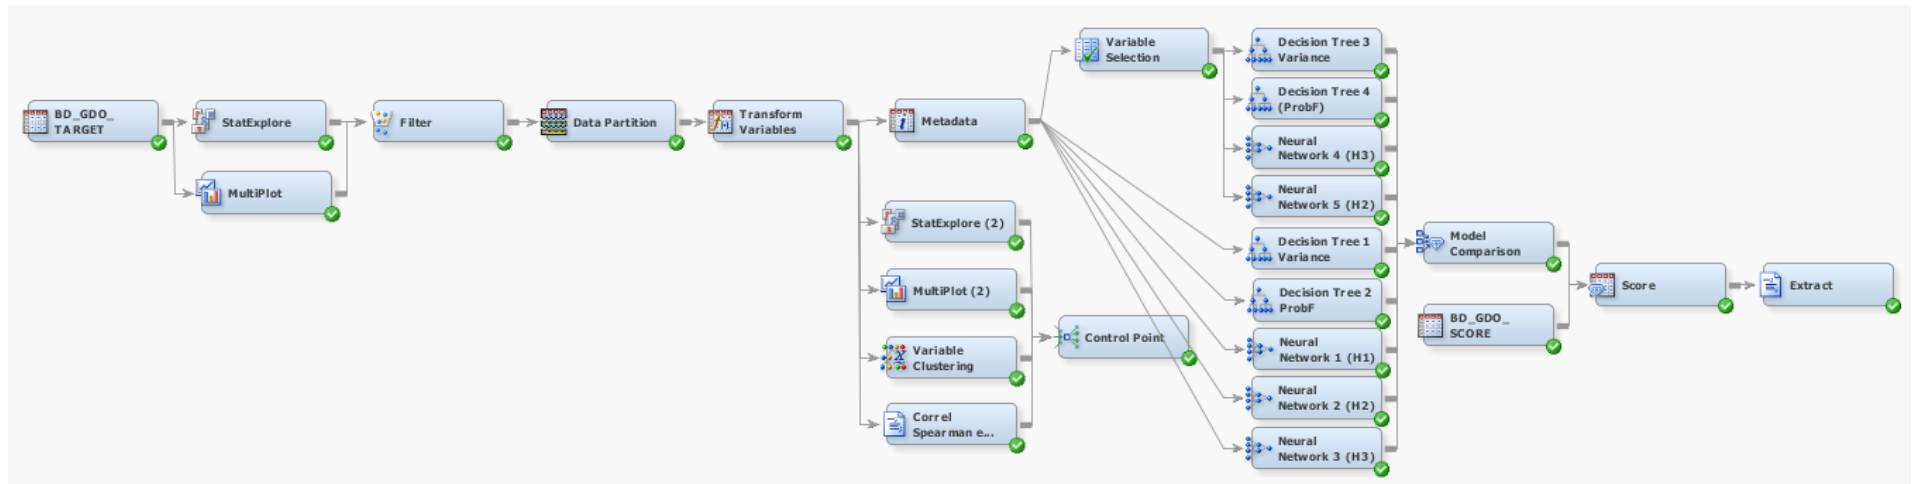 BD_GDO_
TARGET
StatExplore
MultiPlot
Filter
Data Partition
Transform
Variables
Metadata
StatExplore (2)
MultiPlot (2)
Variable
Clustering
Correl
Spearman e...
Control Point
Variable
Selection
Decision Tree 3
Variance
Decision Tree 4
(ProbF)
Neural
Network 4 (H3)
Neural
Network 5 (H2)
Decision Tree 1
Variance
Decision Tree 2
ProbF
Neural
Network 1 (H1)
Neural
Network 2 (H2)
Neural
Network 3 (H3)
Model
Comparison
BD_GDO_
SCORE
Score
Extract